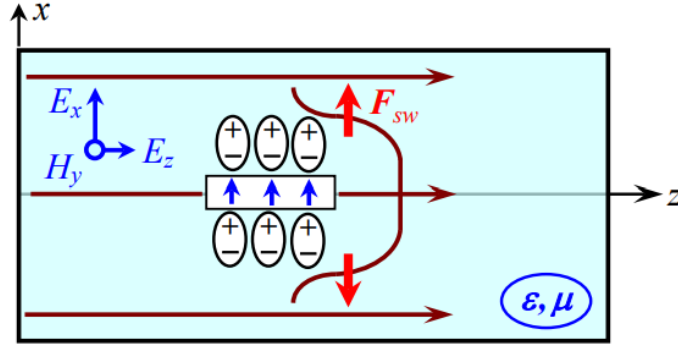 x
E_x
F_sw
H_y
E_z
+ + +
− − −
z
+ + +
− − −
ε, μ